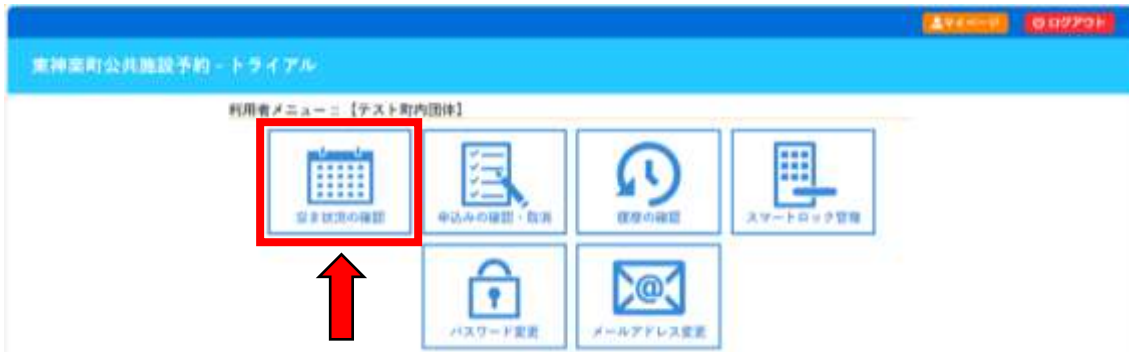 マイページ ログアウト
東神楽町公共施設予約 - トライアル
利用者メニュー :: 【テスト町内団体】
空き状況の確認 申込みの確認・取消 履歴の確認 スマートロック管理
パスワード変更 メールアドレス変更